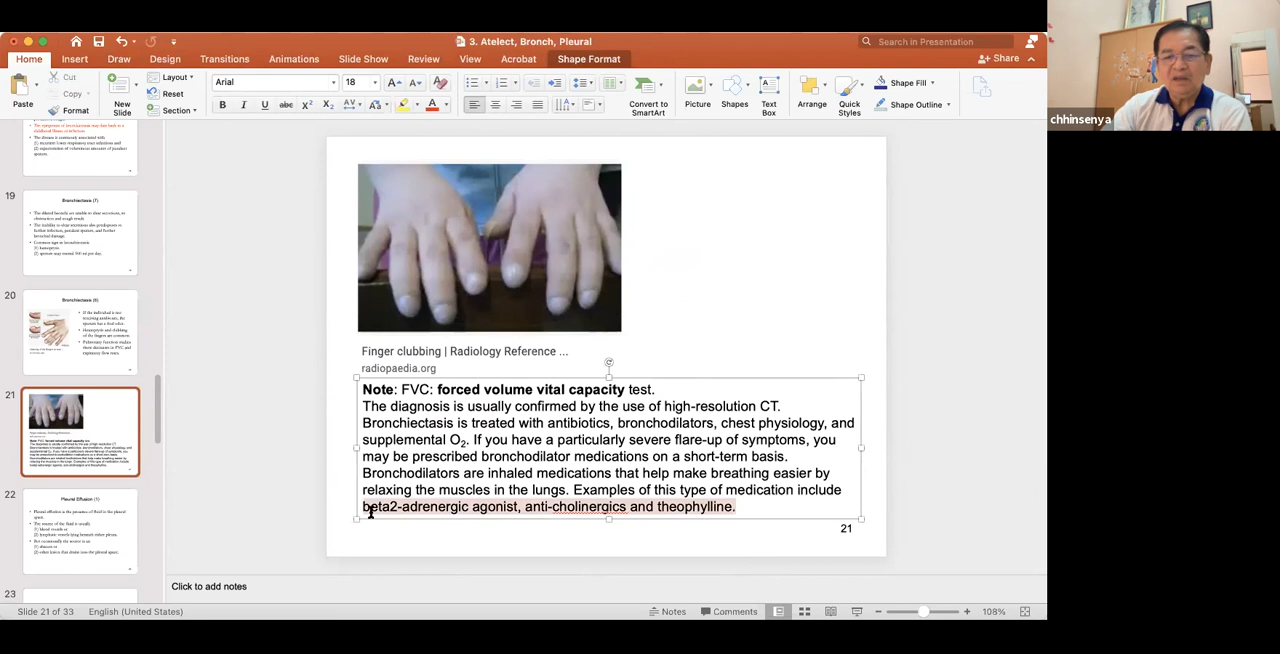 3. Atelect, Bronch, Pleural
Search in Presentation
Home Insert Draw Design Transitions Animations Slide Show Review View Acrobat Shape Format
Share
Paste
Cut
Copy
Format
New Slide
Layout
Reset
Section
Arial 18
Convert to SmartArt
Picture
Shapes
Text Box
Arrange
Quick Styles
Shape Fill
Shape Outline
chhinsenya
19
Bronchiectasis (7)
20
Bronchiectasis (8)
21
22
Pleural Effusion (1)
23
Finger clubbing | Radiology Reference ...
radiopaedia.org
Note: FVC: forced volume vital capacity test.
The diagnosis is usually confirmed by the use of high-resolution CT.
Bronchiectasis is treated with antibiotics, bronchodilators, chest physiology, and
supplemental O2. If you have a particularly severe flare-up of symptoms, you
may be prescribed bronchodilator medications on a short-term basis.
Bronchodilators are inhaled medications that help make breathing easier by
relaxing the muscles in the lungs. Examples of this type of medication include
beta2-adrenergic agonist, anti-cholinergics and theophylline.
21
Click to add notes
Slide 21 of 33 English (United States)
Notes Comments 108%